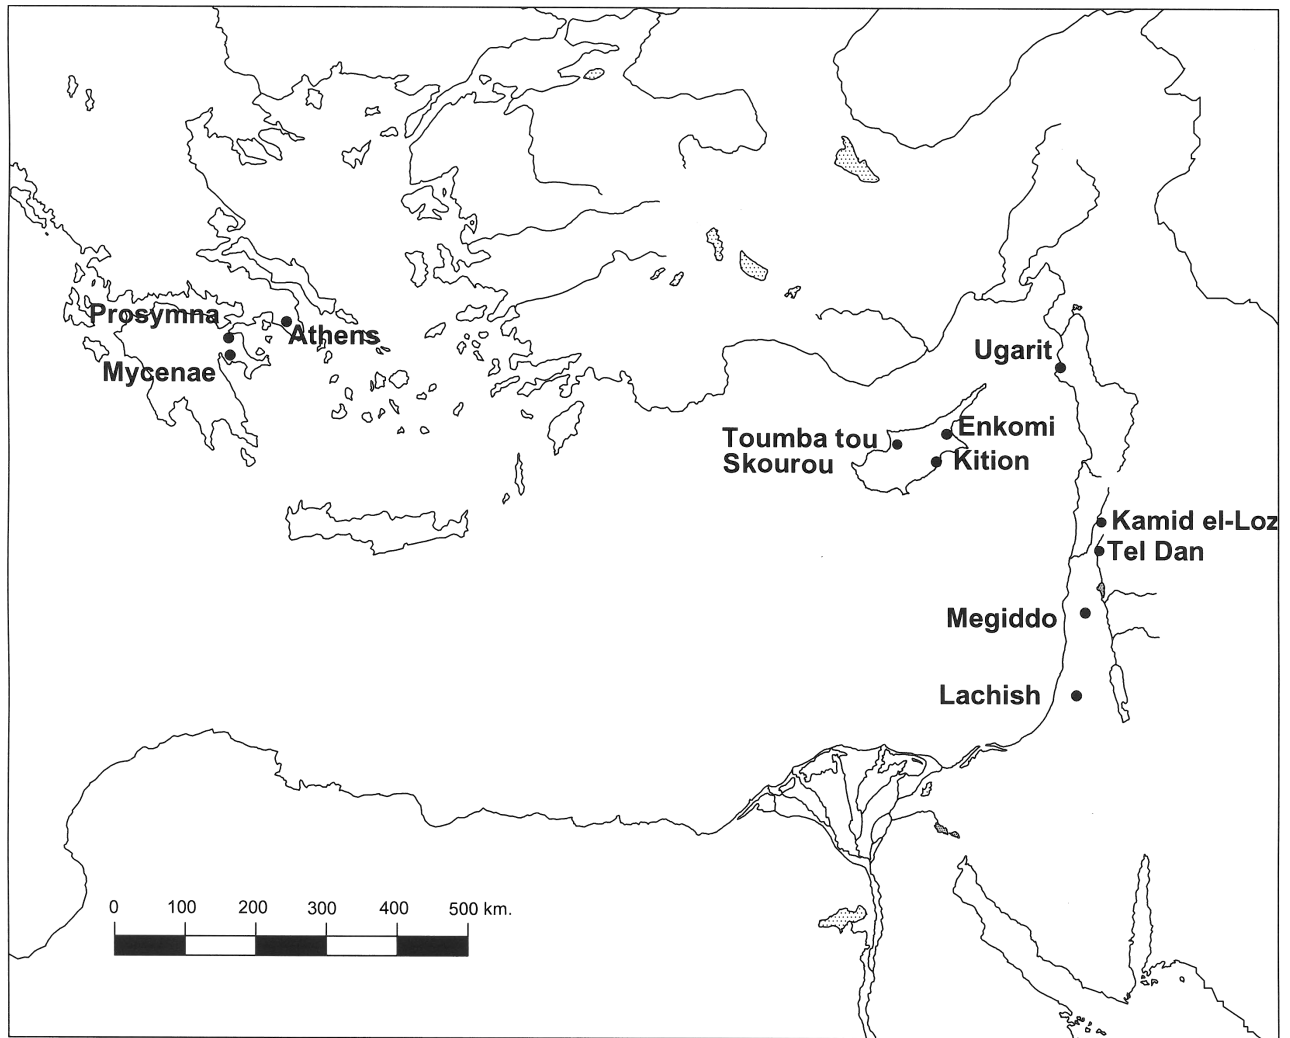 Prosymna
Athens
Mycenae
Ugarit
Toumba tou
Skourou
Enkomi
Kition
Kamid el-Loz
Tel Dan
Megiddo
Lachish
0 100 200 300 400 500 km.